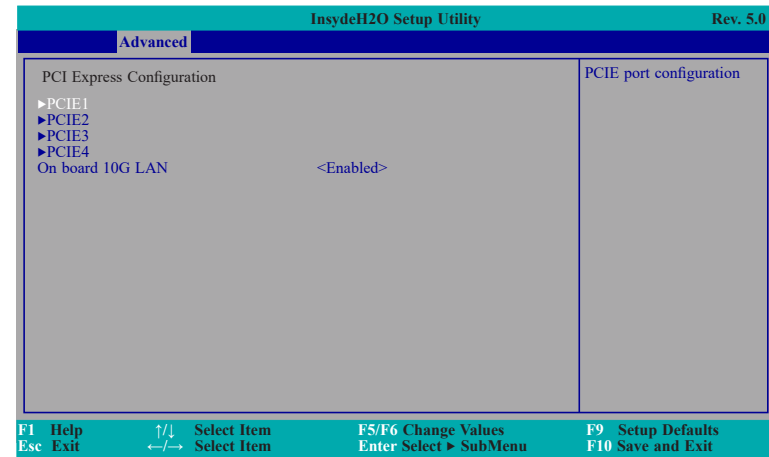 InsydeH2O Setup Utility Rev. 5.0
Advanced
PCI Express Configuration PCIE port configuration
►PCIE1
►PCIE2
►PCIE3
►PCIE4
On board 10G LAN <Enabled>
F1 Help ↑/↓ Select Item F5/F6 Change Values F9 Setup Defaults
Esc Exit ←/→ Select Item Enter Select ► SubMenu F10 Save and Exit